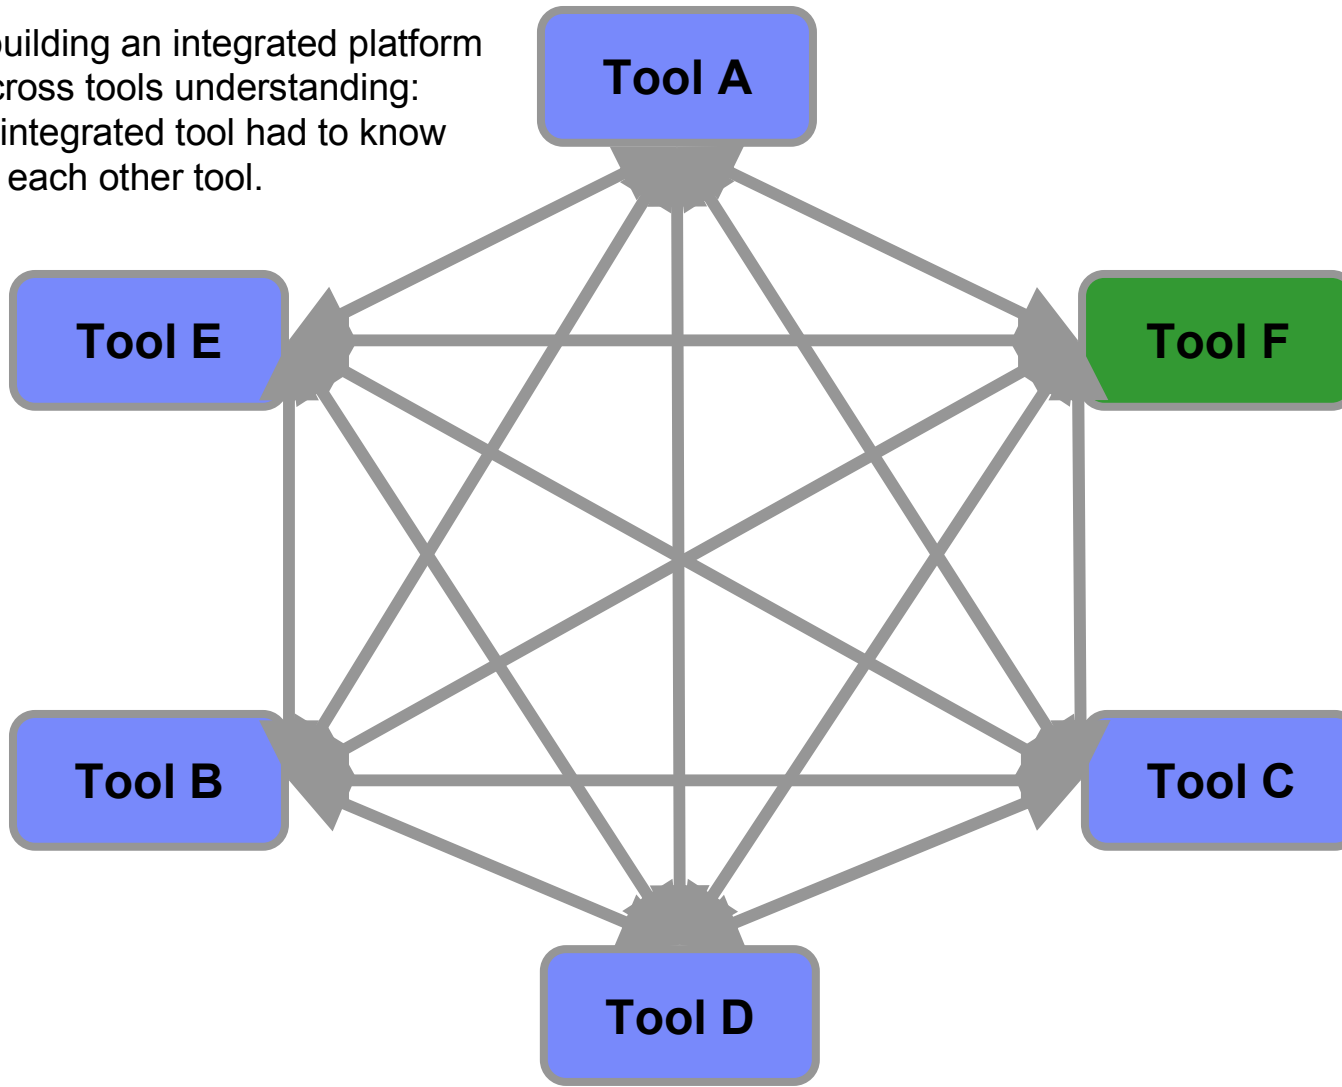 building an integrated platform
cross tools understanding:
integrated tool had to know
each other tool.
Tool A
Tool E
Tool F
Tool B
Tool C
Tool D